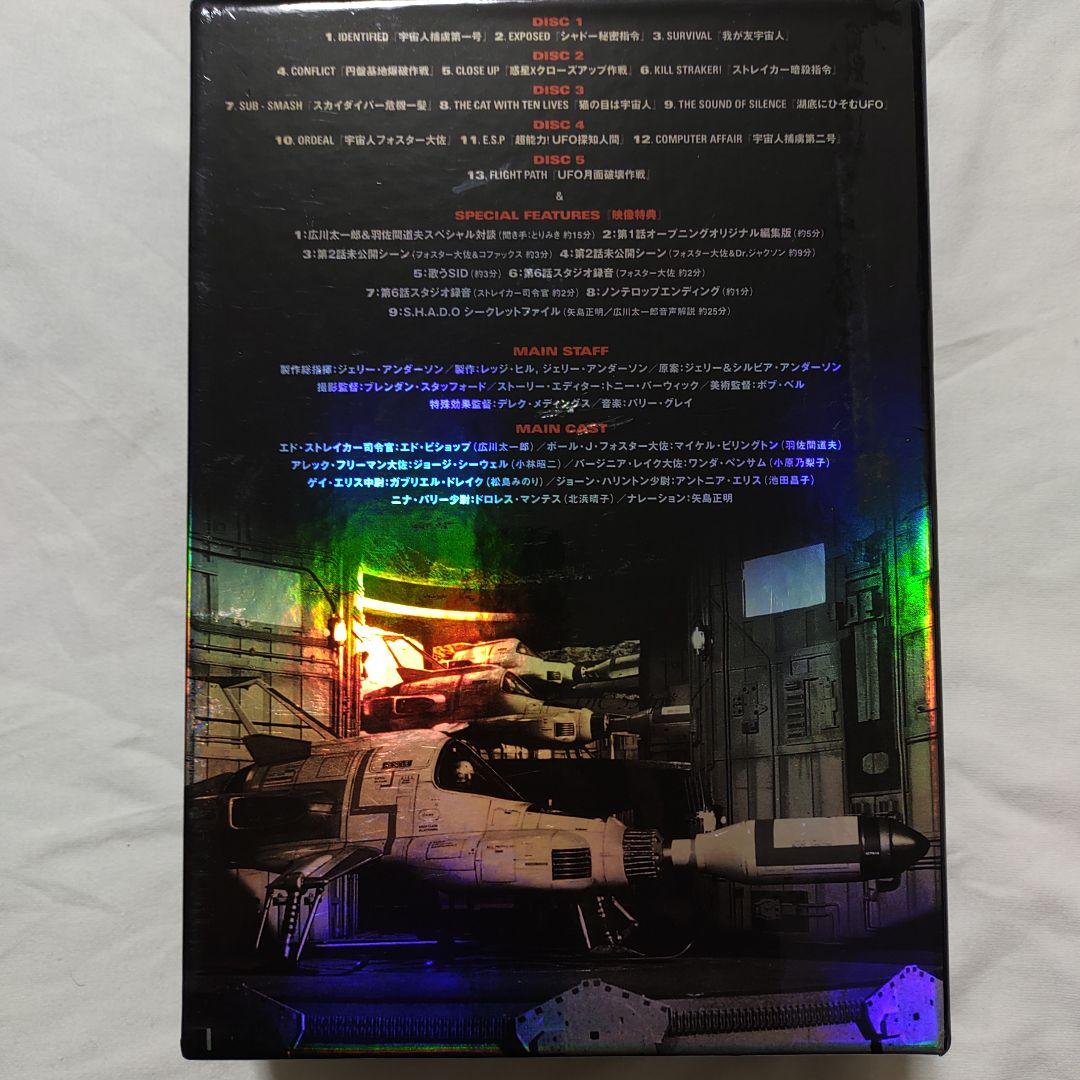 DISC 1
1. IDENTIFIED『宇宙人捕虜第一号』 2. EXPOSED『シャドー秘密指令』 3. SURVIVAL『我が友宇宙人』
DISC 2
4. CONFLICT『円盤基地爆破作戦』 5. CLOSE UP『惑星Xクローズアップ作戦』 6. KILL STRAKER!『ストレイカー暗殺指令』
DISC 3
7. SUB - SMASH『スカイダイバー危機一髪』 8. THE CAT WITH TEN LIVES『猫の目は宇宙人』 9. THE SOUND OF SILENCE『湖底にひそむUFO』
DISC 4
10. ORDEAL『宇宙人フォスター大佐』 11. E.S.P『超能力! UFO探知人間』 12. COMPUTER AFFAIR『宇宙人捕虜第二号』
DISC 5
13. FLIGHT PATH『UFO月面破壊作戦』
&
SPECIAL FEATURES『映像特典』
1:広川太一郎&羽佐間道夫スペシャル対談(聞き手:とりみき 約15分) 2:第1話オープニングオリジナル編集版(約5分)
3:第2話未公開シーン(フォスター大佐&コファックス 約3分) 4:第2話未公開シーン(フォスター大佐&Dr.ジャクソン 約9分)
5:歌うSID(約3分) 6:第6話スタジオ録音(フォスター大佐 約2分)
7:第6話スタジオ録音(ストレイカー司令官 約2分) 8:ノンテロップエンディング(約1分)
9:S.H.A.D.O シークレットファイル(矢島正明/広川太一郎音声解説 約25分)
MAIN STAFF
製作総指揮:ジェリー・アンダーソン/製作:レッジ・ヒル, ジェリー・アンダーソン/原案:ジェリー&シルビア・アンダーソン
撮影監督:ブレンダン・スタッフォード/ストーリー・エディター:トニー・バーウィック/美術監督:ボブ・ベル
特殊効果監督:デレク・メディングス/音楽:バリー・グレイ
MAIN CAST
エド・ストレイカー司令官:エド・ビショップ(広川太一郎)/ポール・J・フォスター大佐:マイケル・ビリングトン(羽佐間道夫)
アレック・フリーマン大佐:ジョージ・シーウェル(小林昭二)/バージニア・レイク大佐:ワンダ・ベンサム(小原乃梨子)
ゲイ・エリス中尉:ガブリエル・ドレイク(松島みのり)/ジョーン・ハリントン少尉:アントニア・エリス(池田昌子)
ニナ・バリー少尉:ドロレス・マンテス(北浜晴子)/ナレーション:矢島正明